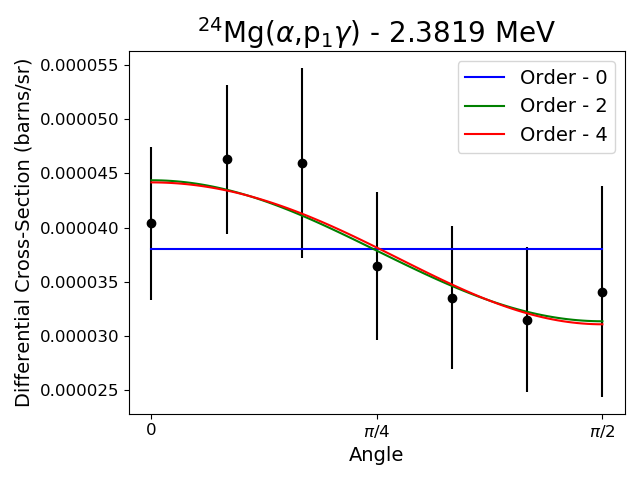 ²⁴Mg(α,p₁γ) - 2.3819 MeV
Differential Cross-Section (barns/sr)
0.000055
0.000050
0.000045
0.000040
0.000035
0.000030
0.000025
Order - 0
Order - 2
Order - 4
0
π/4
π/2
Angle